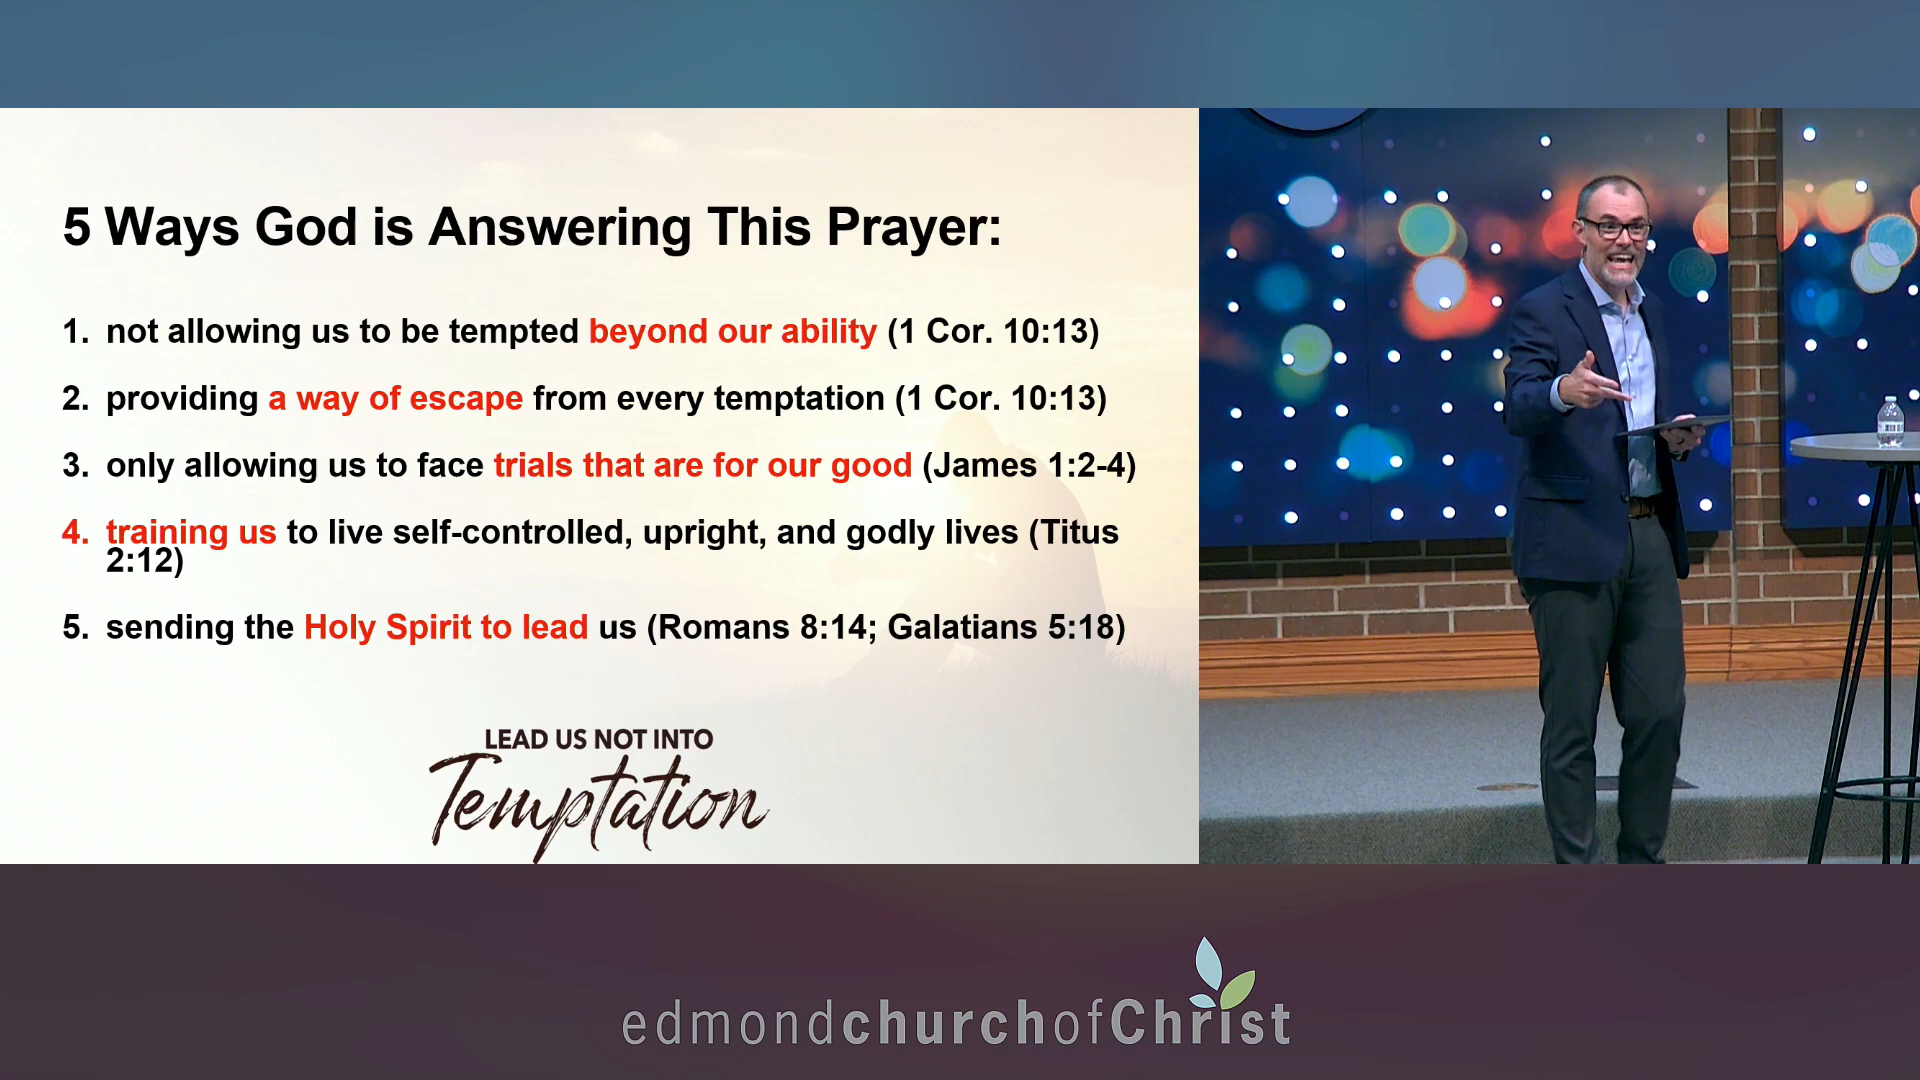 5 Ways God is Answering This Prayer:
1. not allowing us to be tempted beyond our ability (1 Cor. 10:13)
2. providing a way of escape from every temptation (1 Cor. 10:13)
3. only allowing us to face trials that are for our good (James 1:2-4)
4. training us to live self-controlled, upright, and godly lives (Titus
2:12)
5. sending the Holy Spirit to lead us (Romans 8:14; Galatians 5:18)
LEAD US NOT INTO
Temptation
edmondchurchofChrist